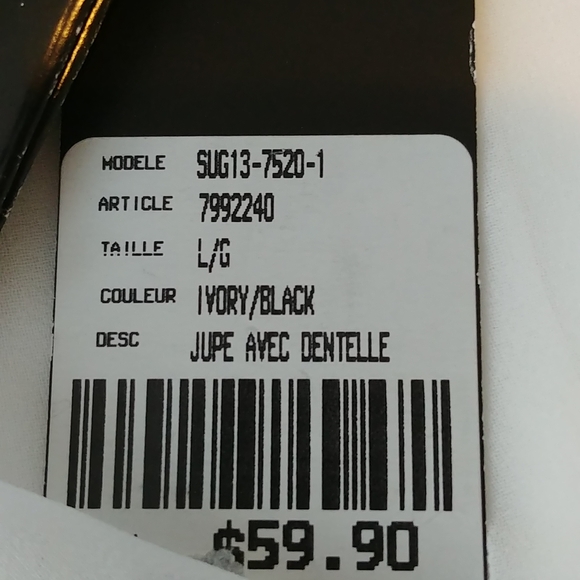 MODELE SUG13-7520-1
ARTICLE 7992240
TAILLE L/G
COULEUR IVORY/BLACK
DESC JUPE AVEC DENTELLE
$59.90